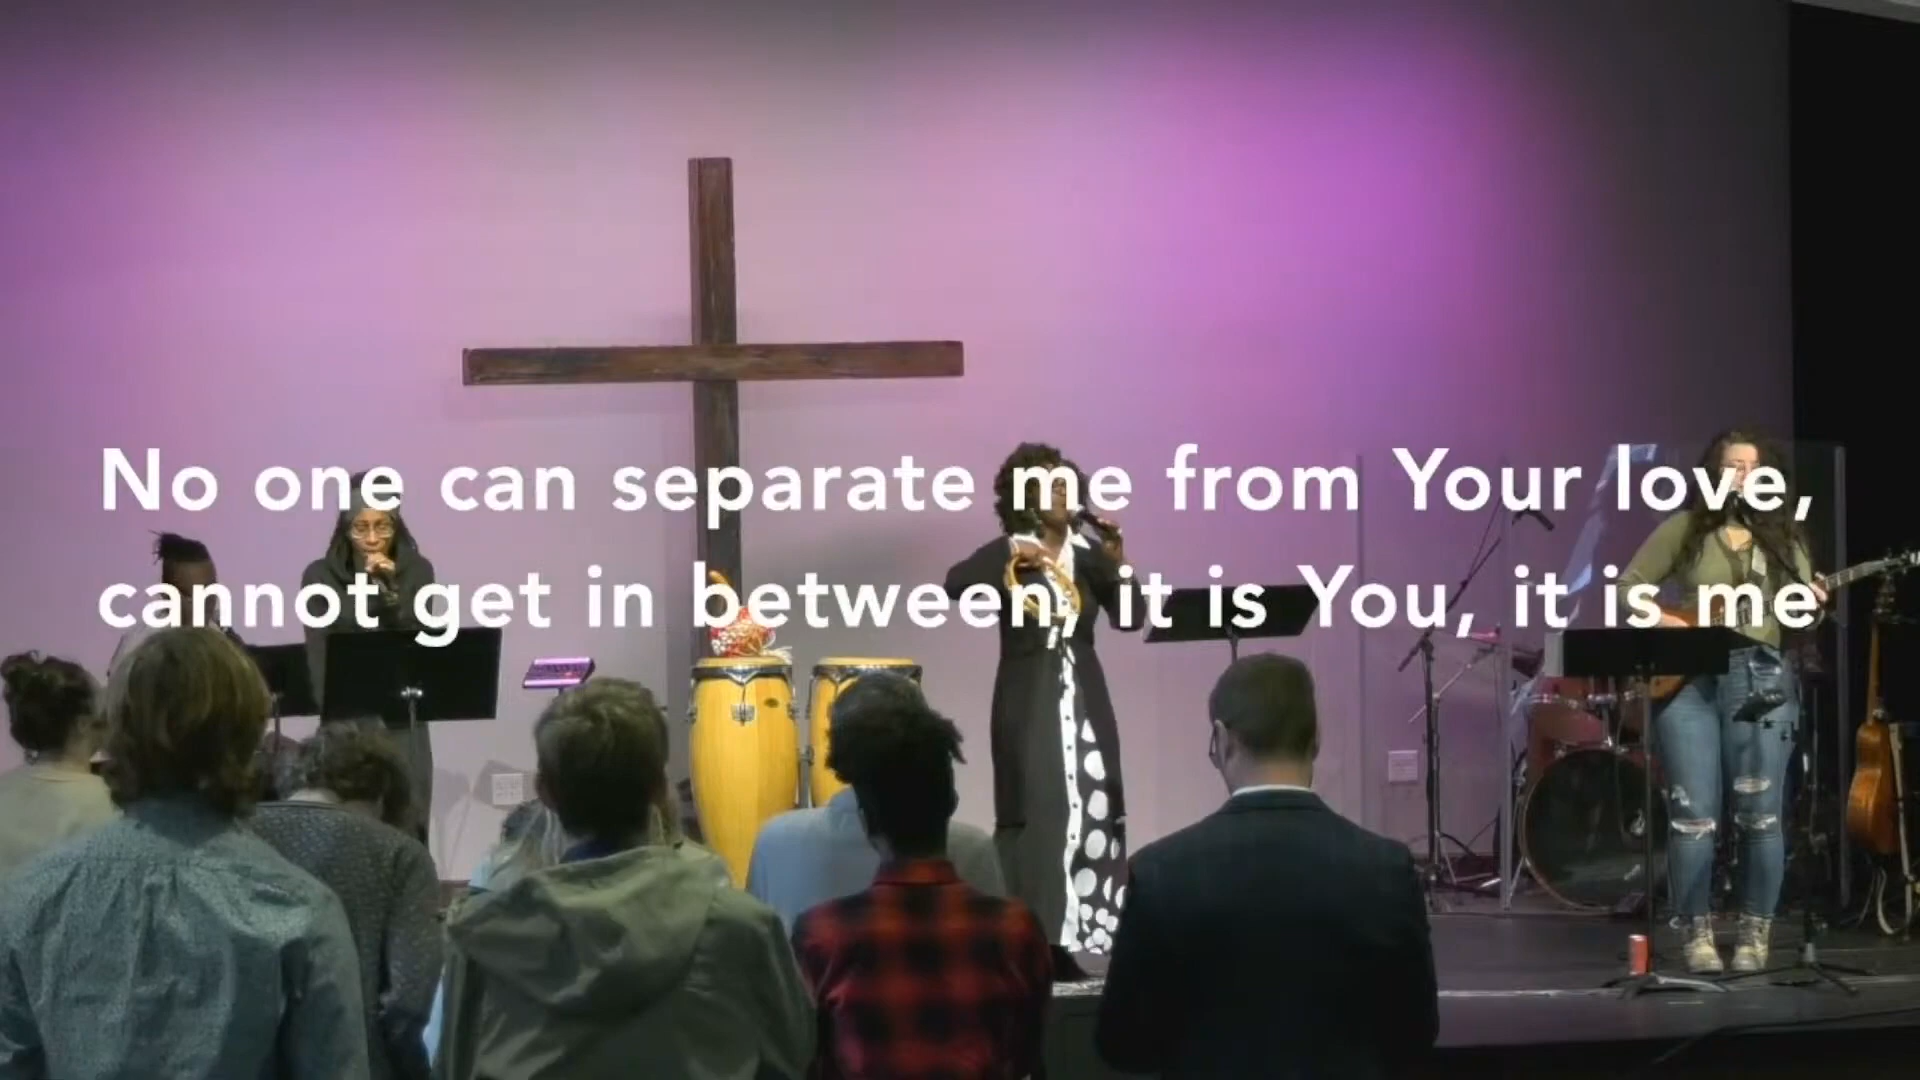 No one can separate me from Your love,
cannot get in between, it is You, it is me